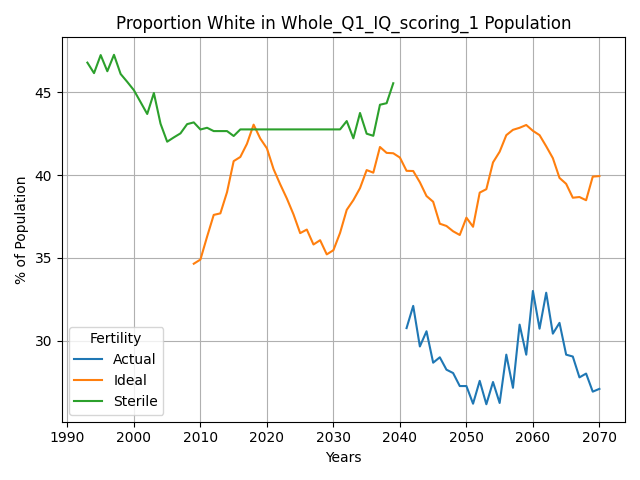 Proportion White in Whole_Q1_IQ_scoring_1 Population
% of Population
45
40
35
30
Fertility
Actual
Ideal
Sterile
1990 2000 2010 2020 2030 2040 2050 2060 2070
Years